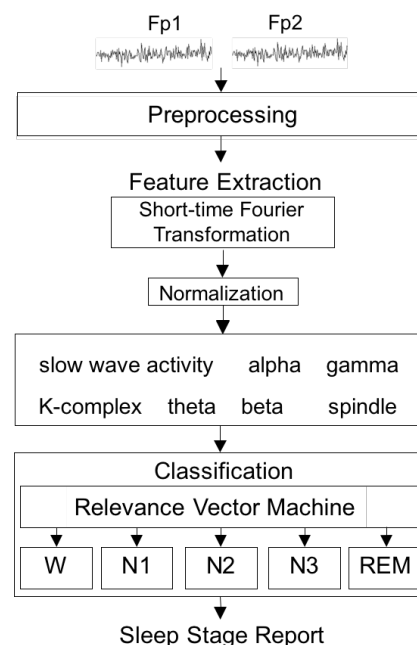 Fp1 Fp2
Preprocessing
Feature Extraction
Short-time Fourier
Transformation
Normalization
slow wave activity alpha gamma
K-complex theta beta spindle
Classification
Relevance Vector Machine
W N1 N2 N3 REM
Sleep Stage Report